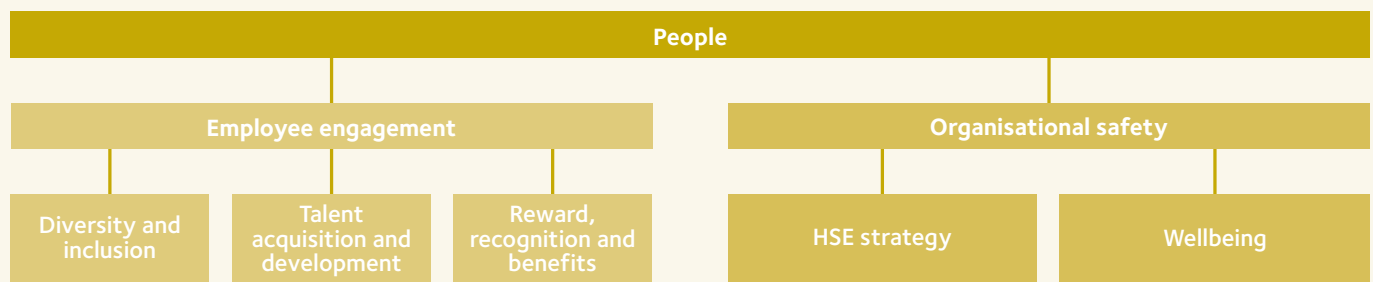 People
Employee engagement
Organisational safety
Diversity and
inclusion
Talent
acquisition and
development
Reward,
recognition and
benefits
HSE strategy
Wellbeing